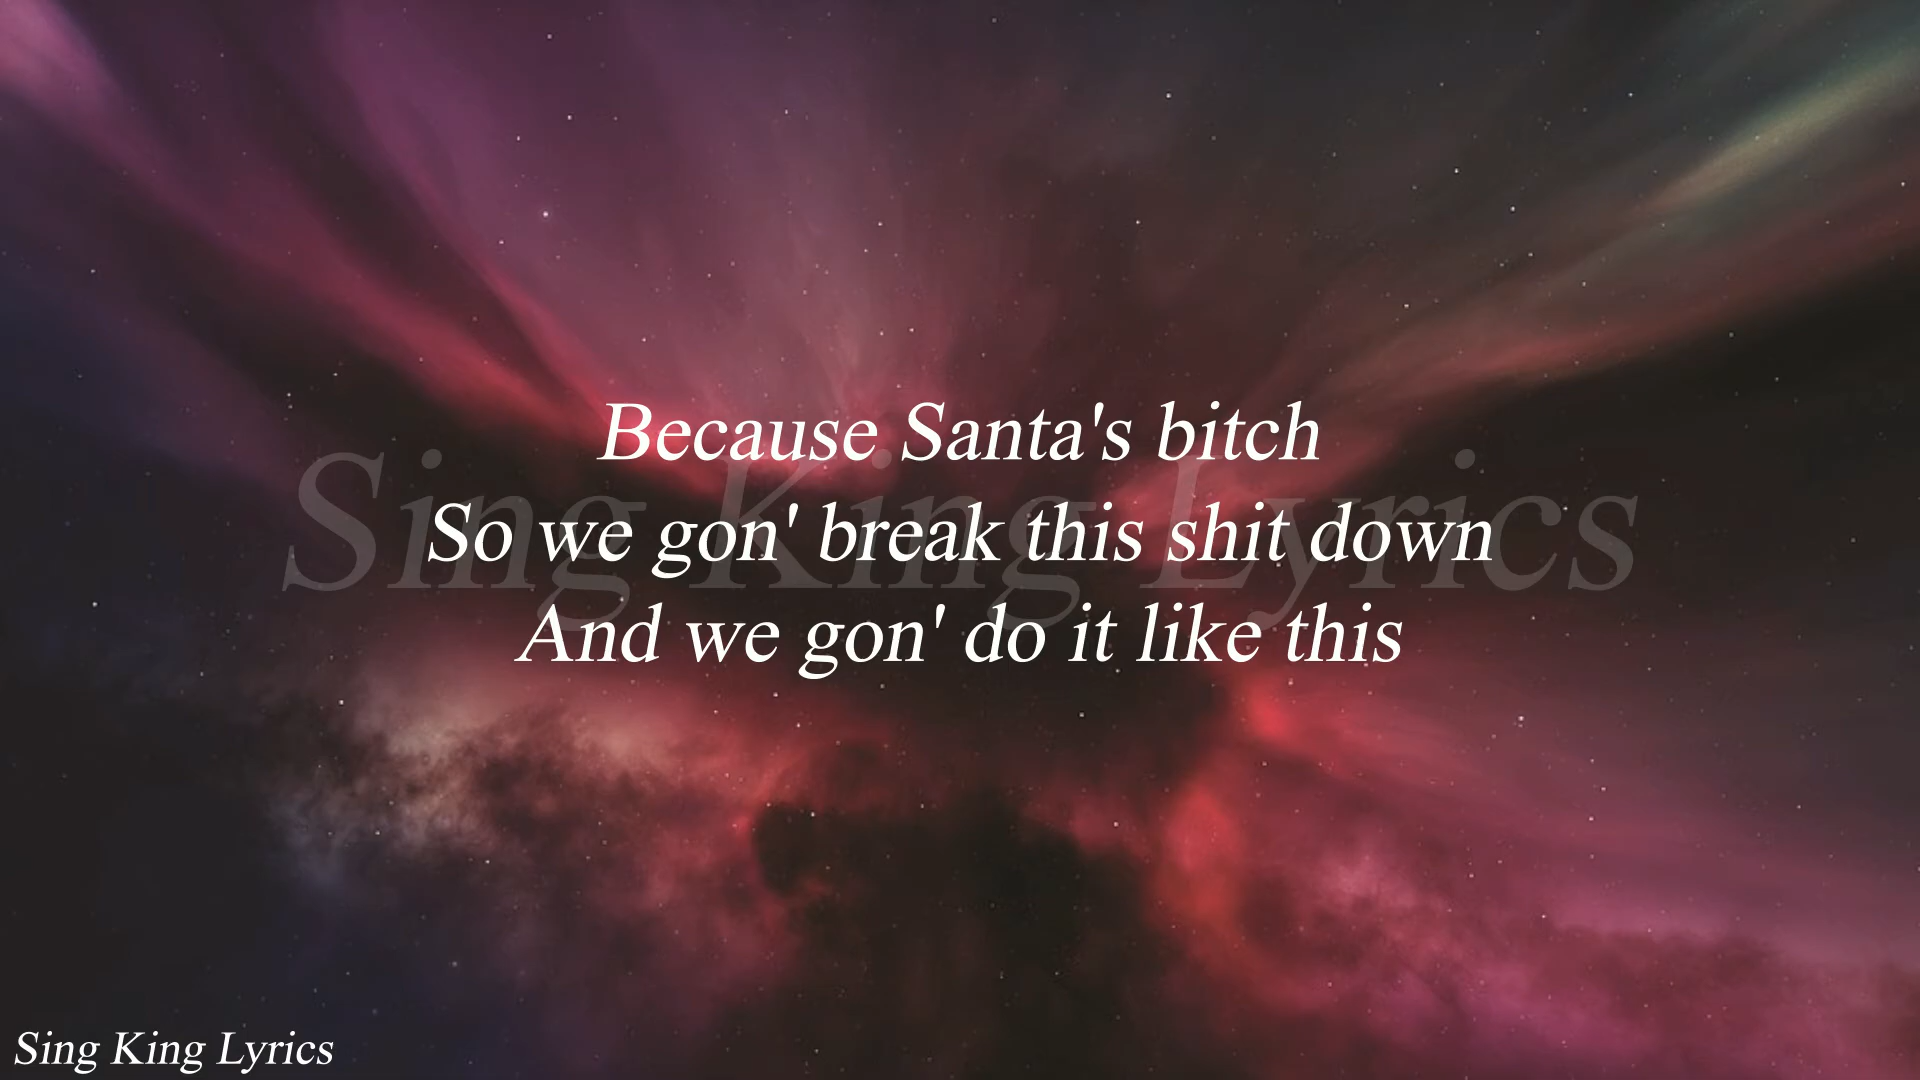 Because Santa's bitch
So we gon' break this shit down
And we gon' do it like this
Sing King Lyrics
Sing King Lyrics